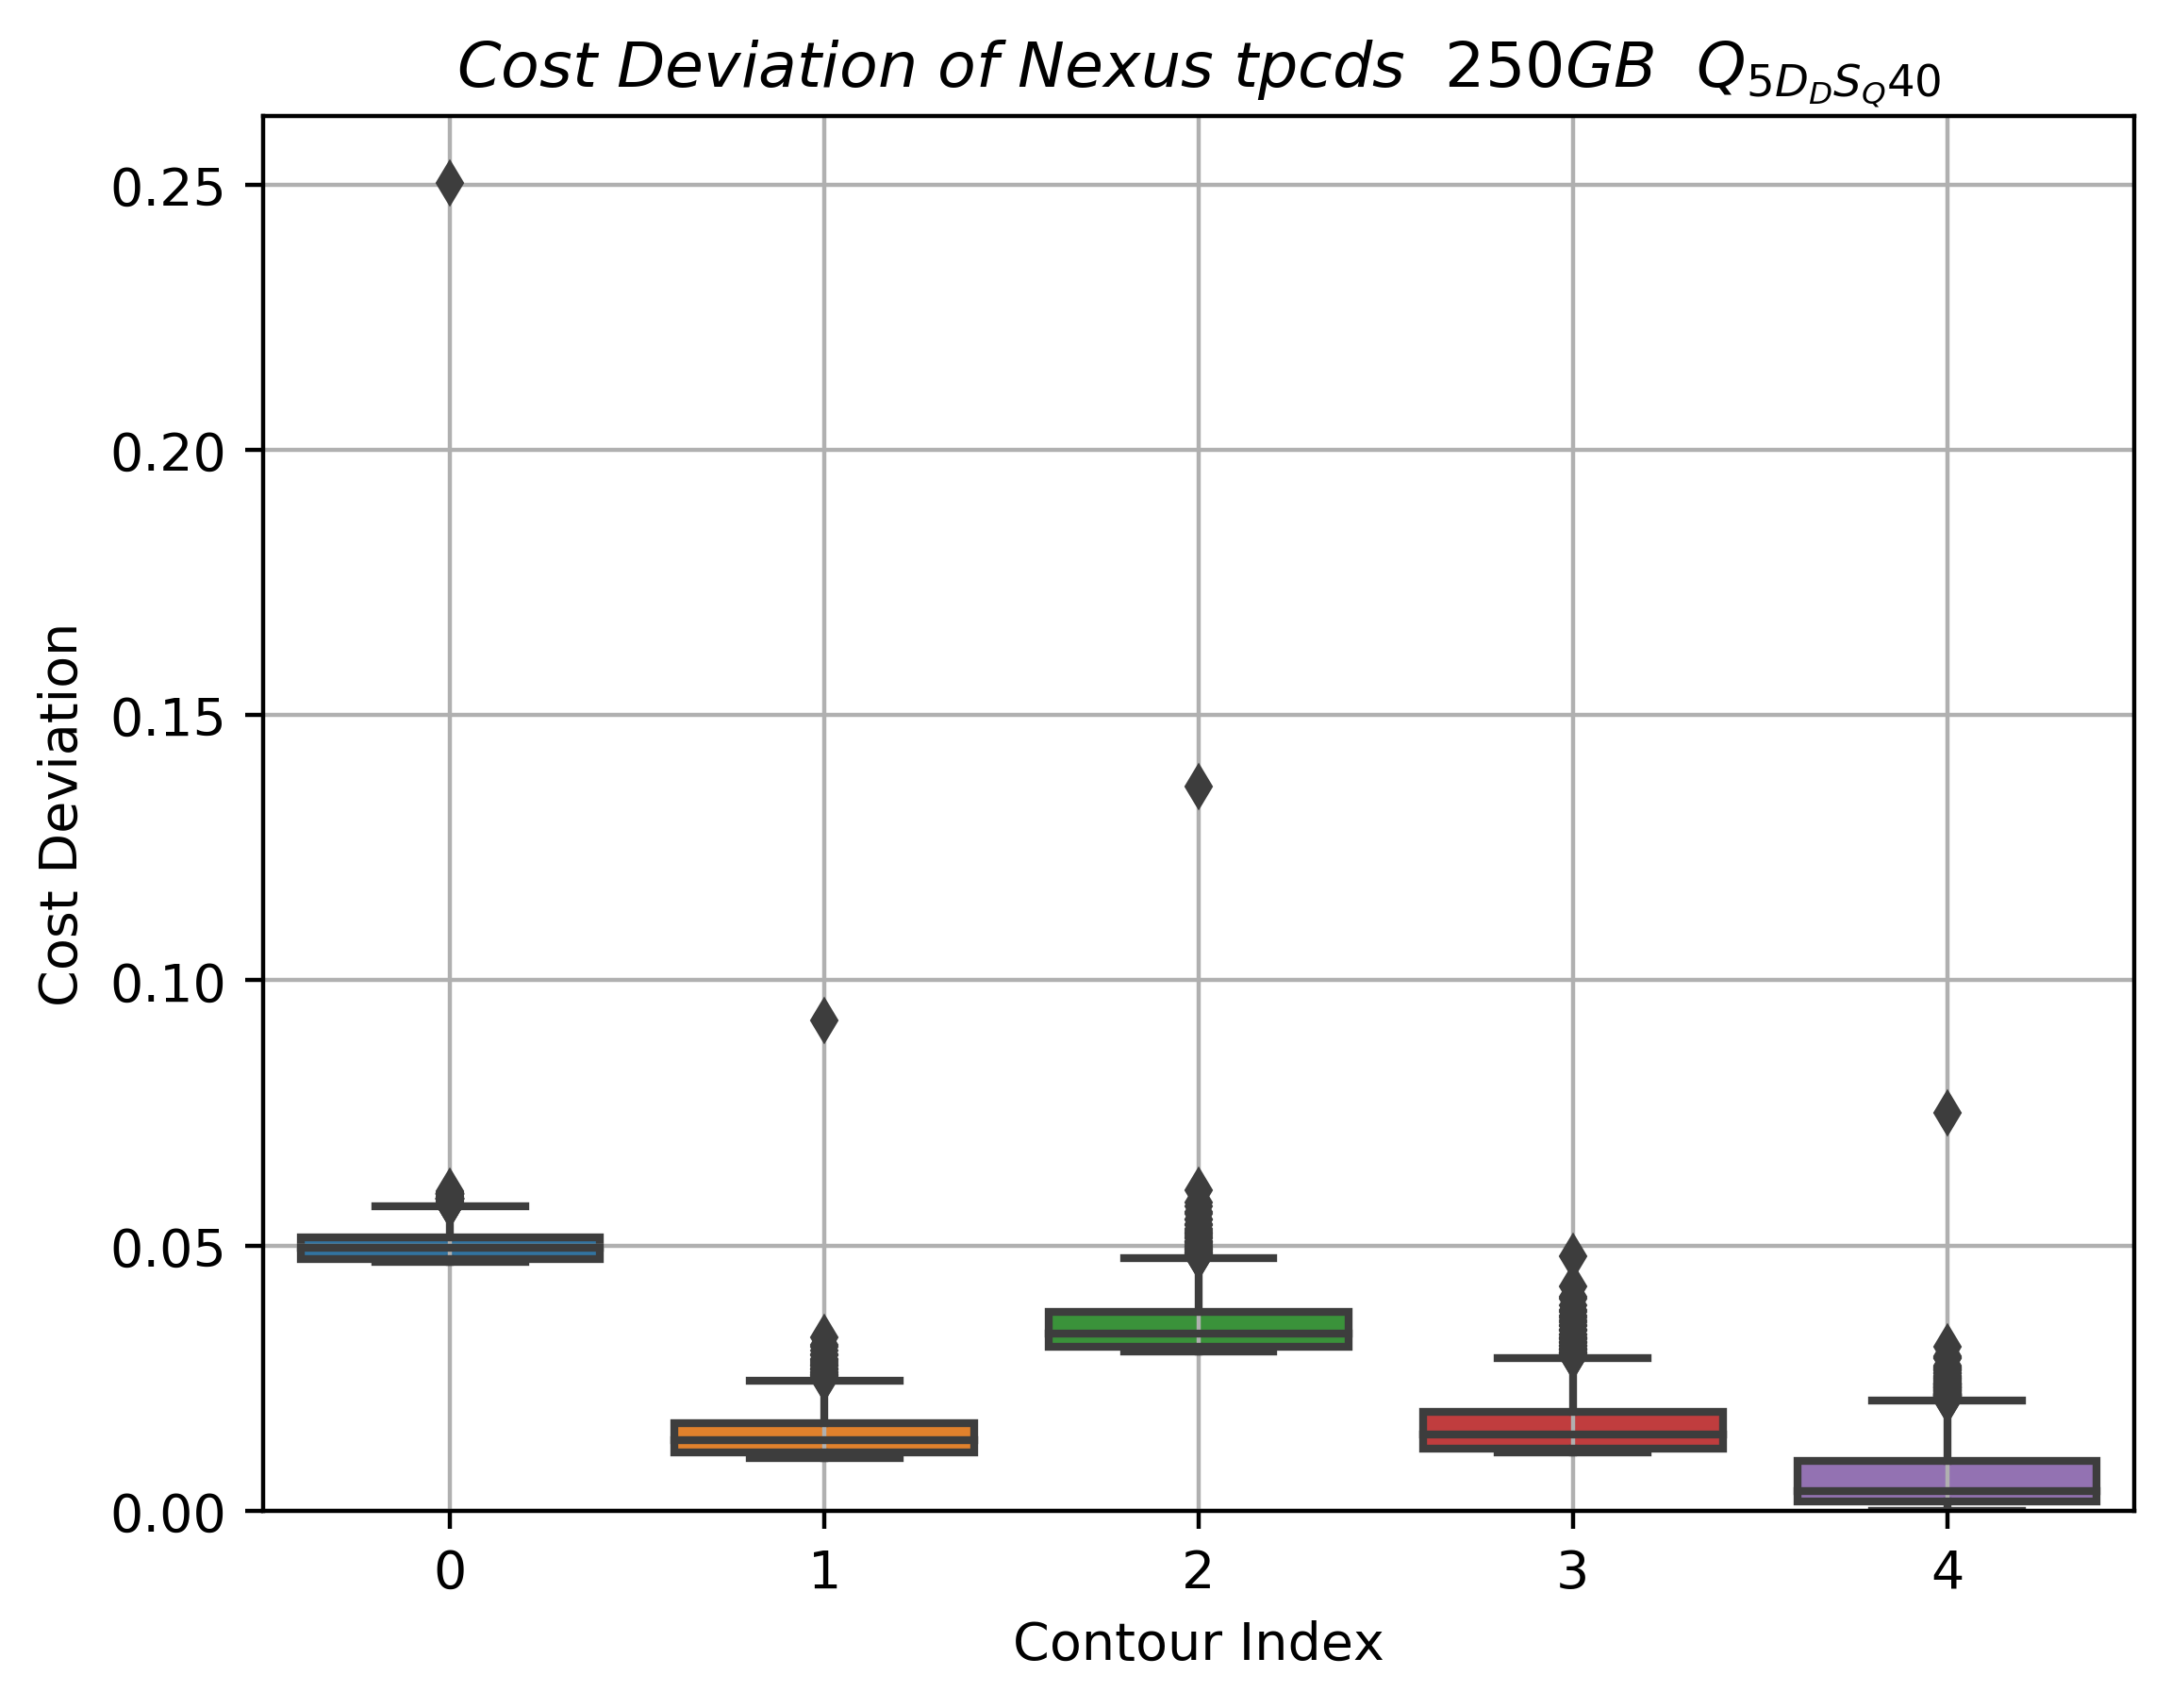 Cost Deviation of Nexus tpcds 250GB Q5DDSQ40
0.25
0.20
0.15
0.10
0.05
0.00
Cost Deviation
0 1 2 3 4
Contour Index